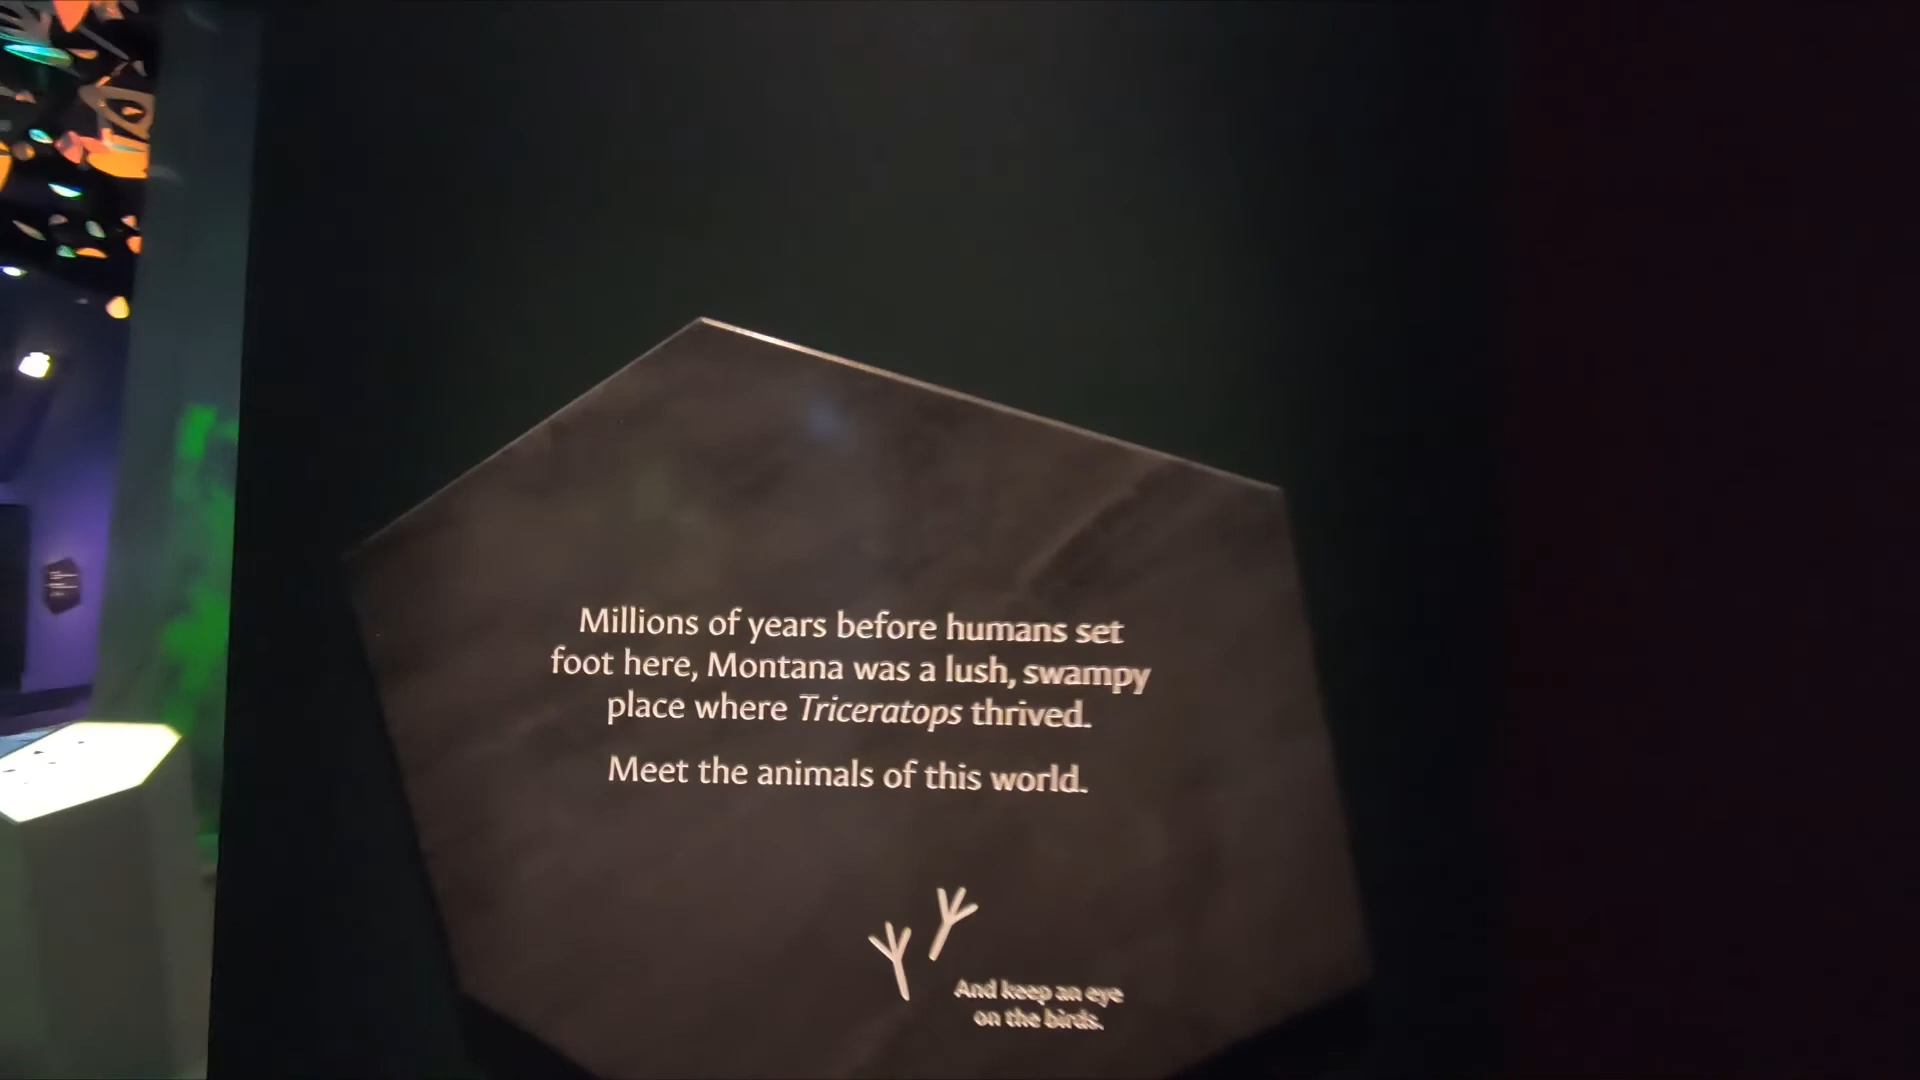 Millions of years before humans set
foot here, Montana was a lush, swampy
place where Triceratops thrived.
Meet the animals of this world.
And keep an eye
on the birds.